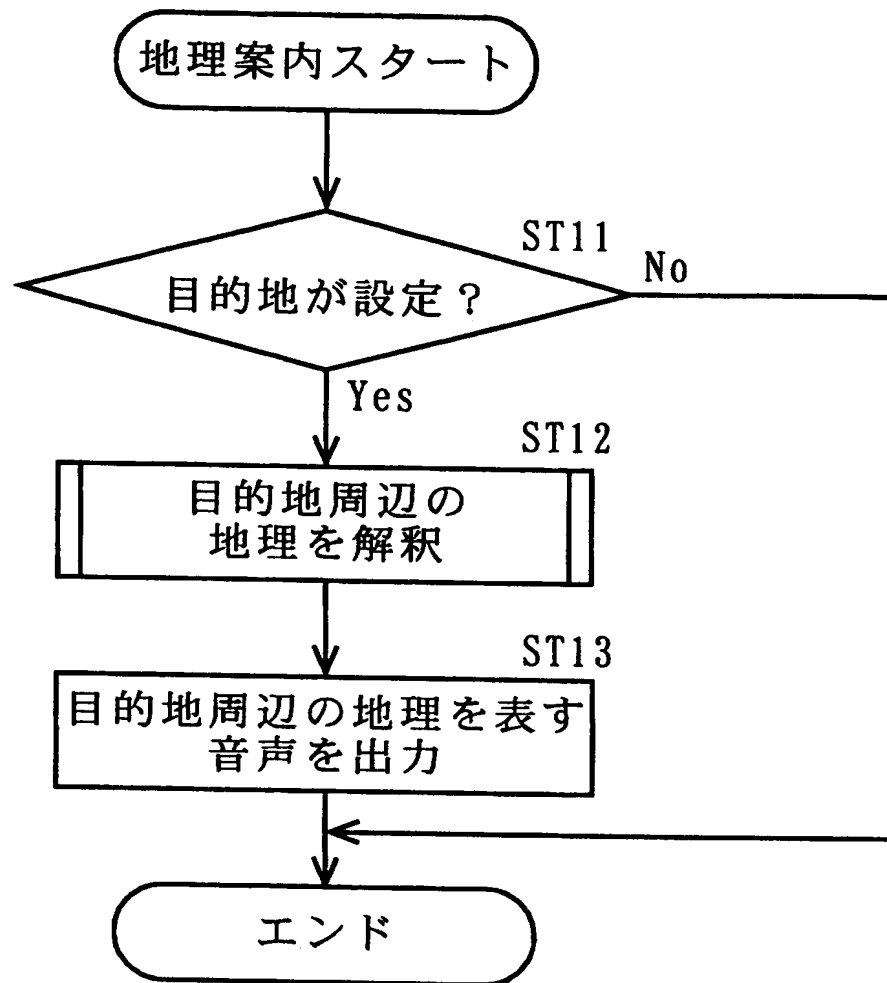 地理案内スタート
ST11
No
目的地が設定？
Yes
ST12
目的地周辺の
地理を解釈
ST13
目的地周辺の地理を表す
音声を出力
エンド